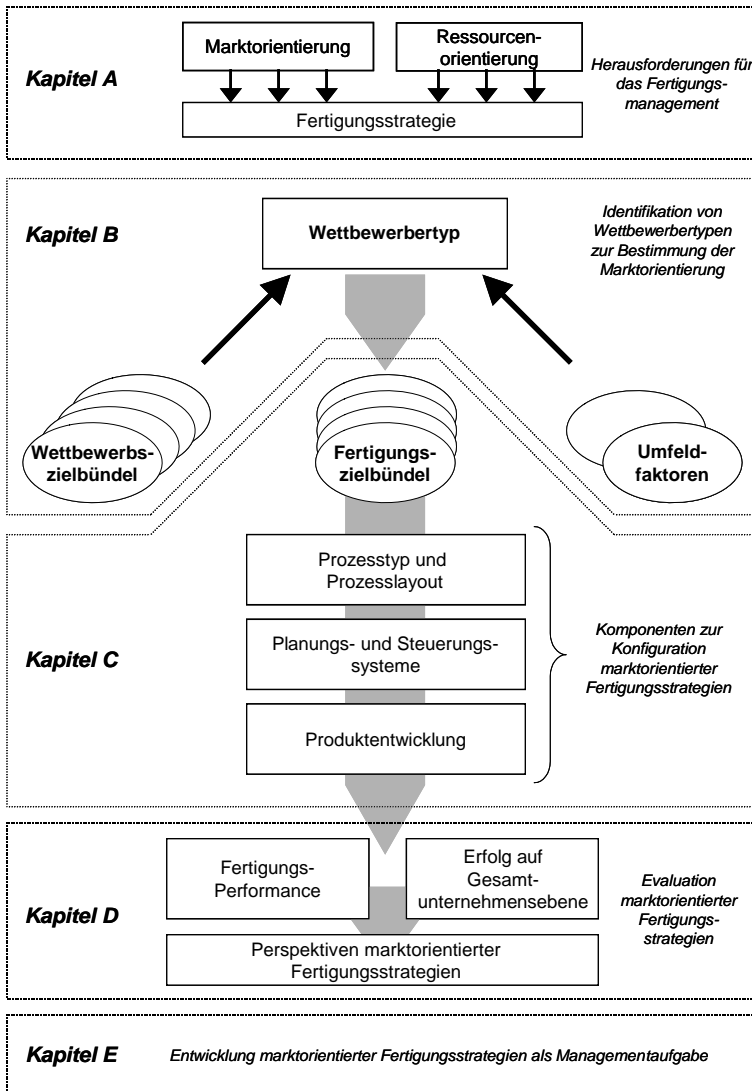 Kapitel A
Marktorientierung
Ressourcen-
orientierung
Fertigungsstrategie
Herausforderungen für
das Fertigungs-
management
Kapitel B
Wettbewerbertyp
Identifikation von
Wettbewerbertypen
zur Bestimmung der
Marktorientierung
Wettbewerbs-
zielbündel
Fertigungs-
zielbündel
Umfeld-
faktoren
Kapitel C
Prozesstyp und
Prozesslayout
Planungs- und Steuerungs-
systeme
Produktentwicklung
Komponenten zur
Konfiguration
marktorientierter
Fertigungsstrategien
Kapitel D
Fertigungs-
Performance
Erfolg auf
Gesamt-
unternehmensebene
Perspektiven marktorientierter
Fertigungsstrategien
Evaluation
marktorientierter
Fertigungs-
strategien
Kapitel E
Entwicklung marktorientierter Fertigungsstrategien als Managementaufgabe